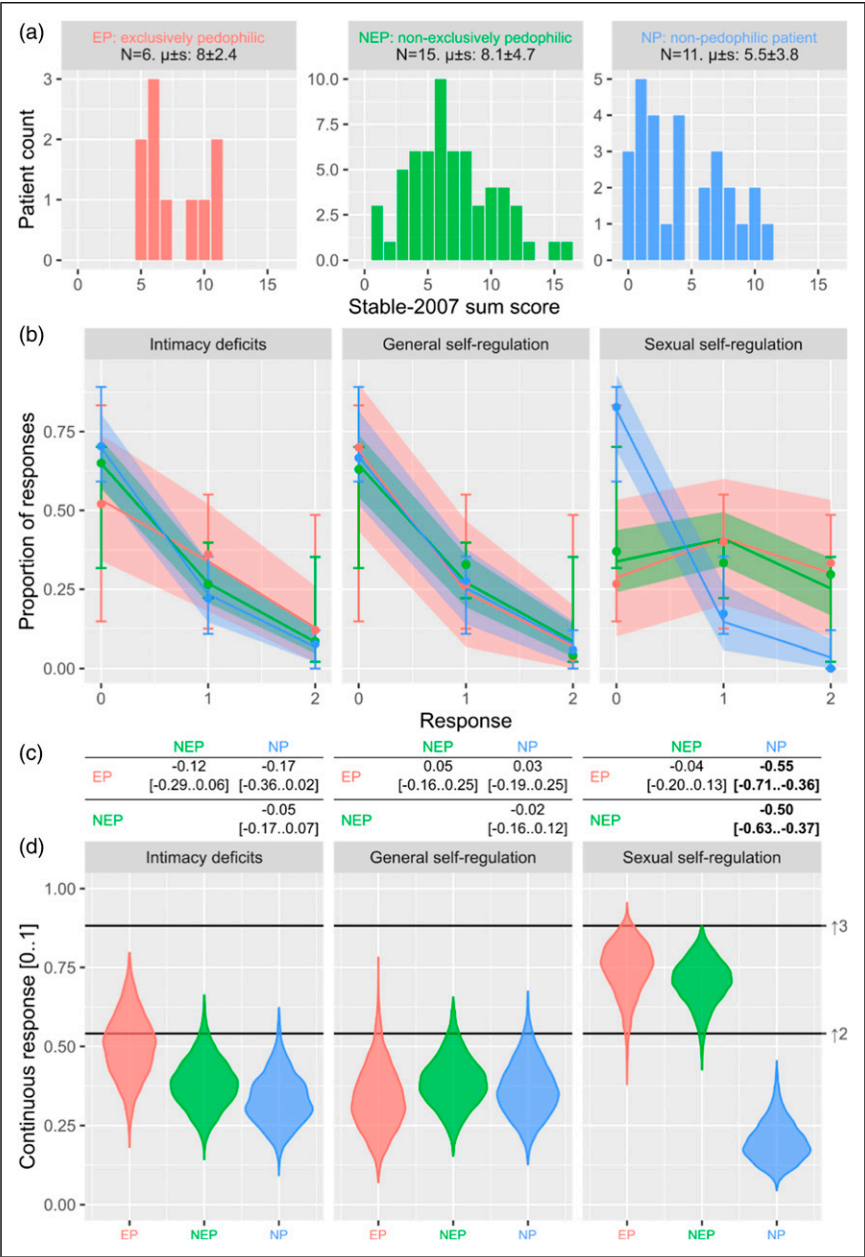 (a)
EP: exclusively pedophilic
N=6. μ±s: 8±2.4
NEP: non-exclusively pedophilic
N=15. μ±s: 8.1±4.7
NP: non-pedophilic patient
N=11. μ±s: 5.5±3.8
Patient count
3
2
1
0
10.0
7.5
5.0
2.5
0.0
5
4
3
2
1
0
0 5 10 15
0 5 10 15
0 5 10 15
Stable-2007 sum score
(b)
Intimacy deficits
General self-regulation
Sexual self-regulation
Proportion of responses
0.75
0.50
0.25
0.00
0 1 2
0 1 2
0 1 2
Response
(c)
NEP NP
EP -0.12 -0.17
[-0.29..0.06] [-0.36..0.02]
NEP -0.05
[-0.17..0.07]
NEP NP
EP 0.05 0.03
[-0.16..0.25] [-0.19..0.25]
NEP -0.02
[-0.16..0.12]
NEP NP
EP -0.04 -0.55
[-0.20..0.13] [-0.71..-0.36]
NEP -0.50
[-0.63..-0.37]
(d)
Intimacy deficits
General self-regulation
Sexual self-regulation
Continuous response [0..1]
1.00
0.75
0.50
0.25
0.00
↑3
↑2
EP NEP NP
EP NEP NP
EP NEP NP